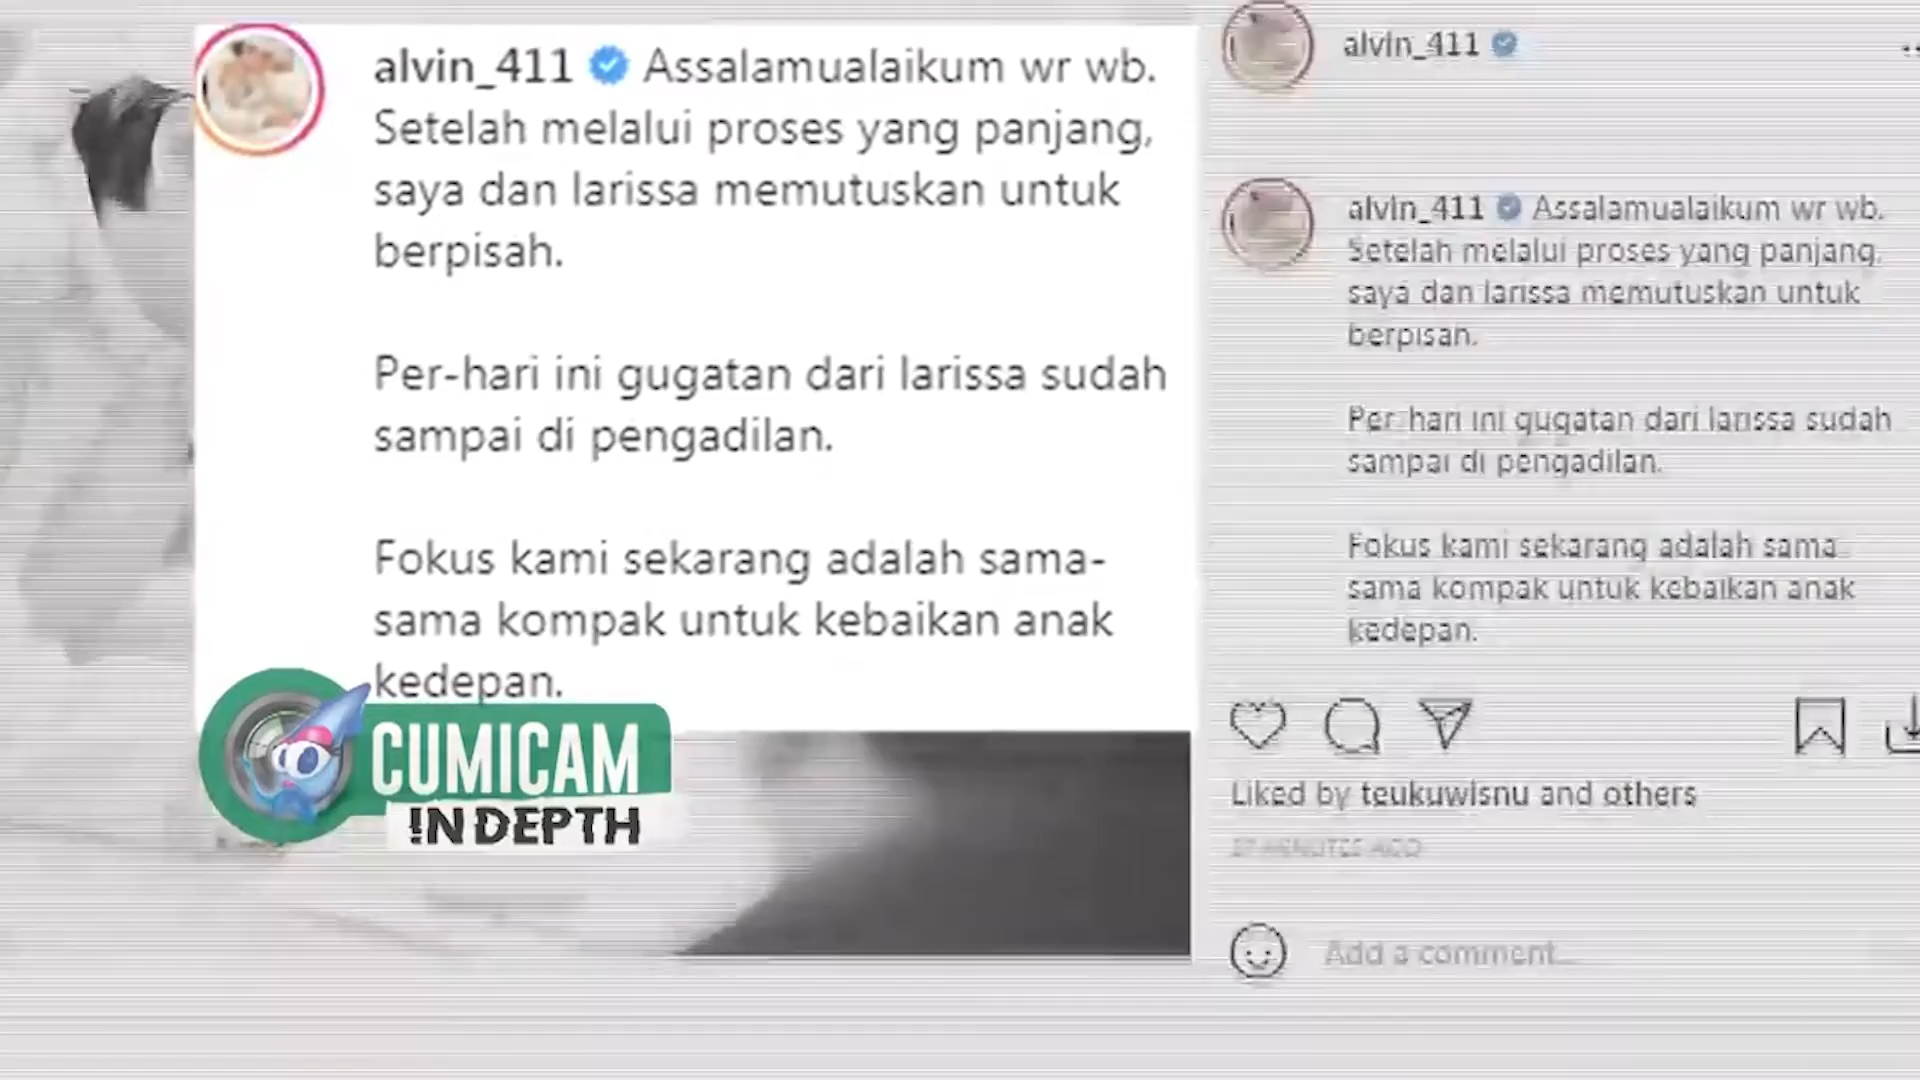 alvin_411 Assalamualaikum wr wb.
Setelah melalui proses yang panjang,
saya dan larissa memutuskan untuk
berpisah.
Per-hari ini gugatan dari larissa sudah
sampai di pengadilan.
Fokus kami sekarang adalah sama-
sama kompak untuk kebaikan anak
kedepan.
CUMICAM
!N DEPTH
alvin_411
alvin_411 Assalamualaikum wr wb.
Setelah melalui proses yang panjang,
saya dan larissa memutuskan untuk
berpisah.
Per-hari ini gugatan dari larissa sudah
sampai di pengadilan.
Fokus kami sekarang adalah sama-
sama kompak untuk kebaikan anak
kedepan.
Liked by teukuwisnu and others
27 MINUTES AGO
Add a comment...